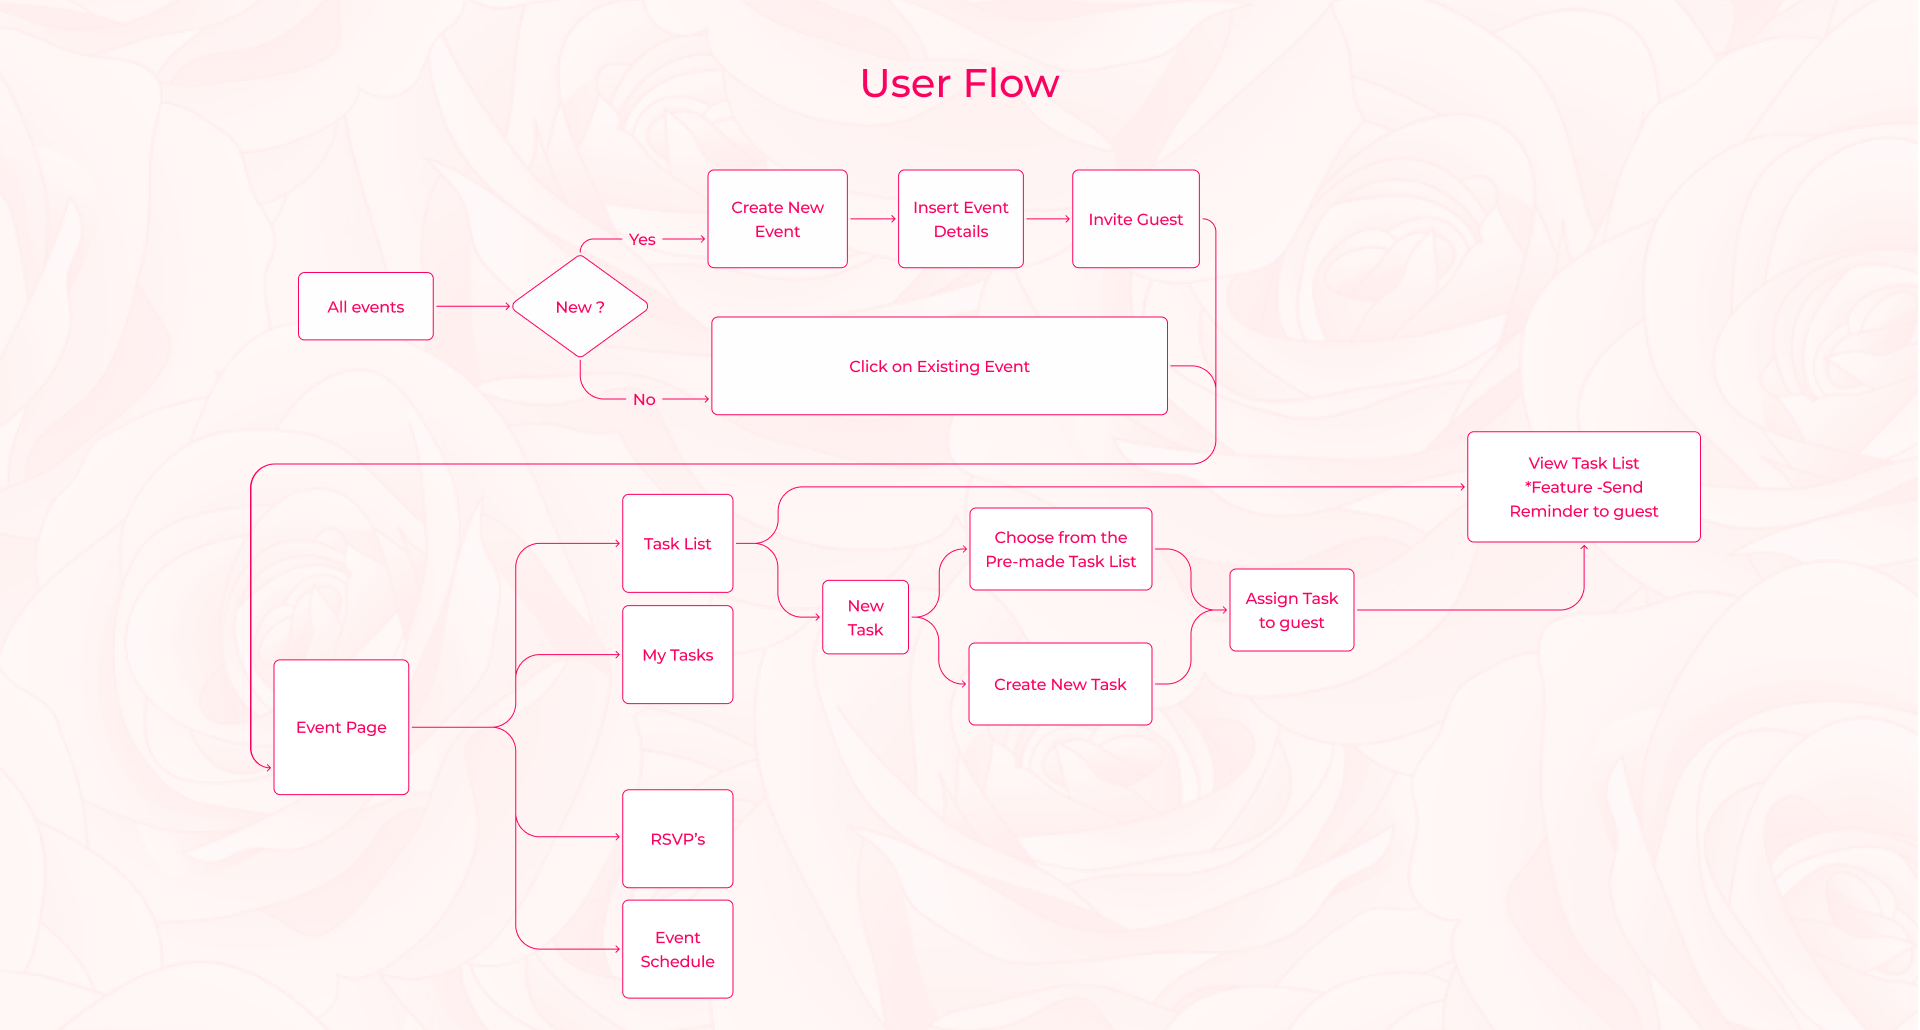 User Flow
Create New
Event
Insert Event
Details
Invite Guest
Yes
All events
New ?
Click on Existing Event
No
View Task List
*Feature -Send
Reminder to guest
Task List
Choose from the
Pre-made Task List
New
Task
Assign Task
to guest
My Tasks
Create New Task
Event Page
RSVP’s
Event
Schedule